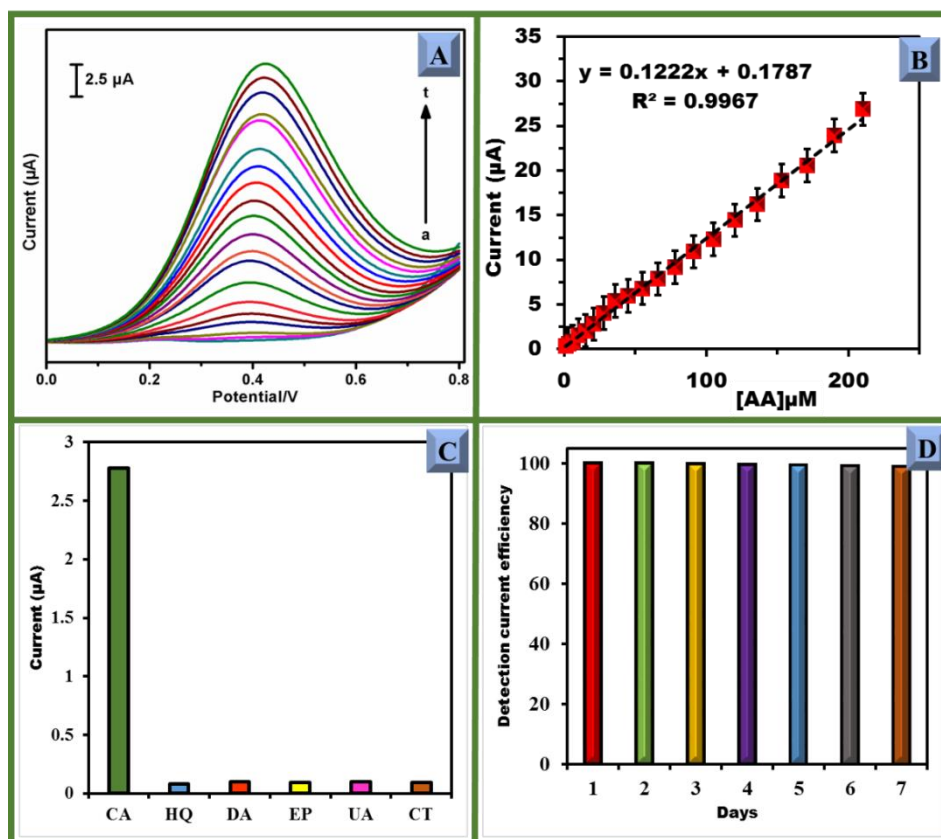 A
2.5 µA
t
a
Current (µA)
0.0 0.2 0.4 0.6 0.8
Potential/V
B
y = 0.1222x + 0.1787
R² = 0.9967
35
30
25
20
15
10
5
0
Current (µA)
0 100 200
[AA]µM
C
3
2.5
2
1.5
1
0.5
0
Current (µA)
CA HQ DA EP UA CT
D
100
80
60
40
20
0
Detection current efficiency
1 2 3 4 5 6 7
Days